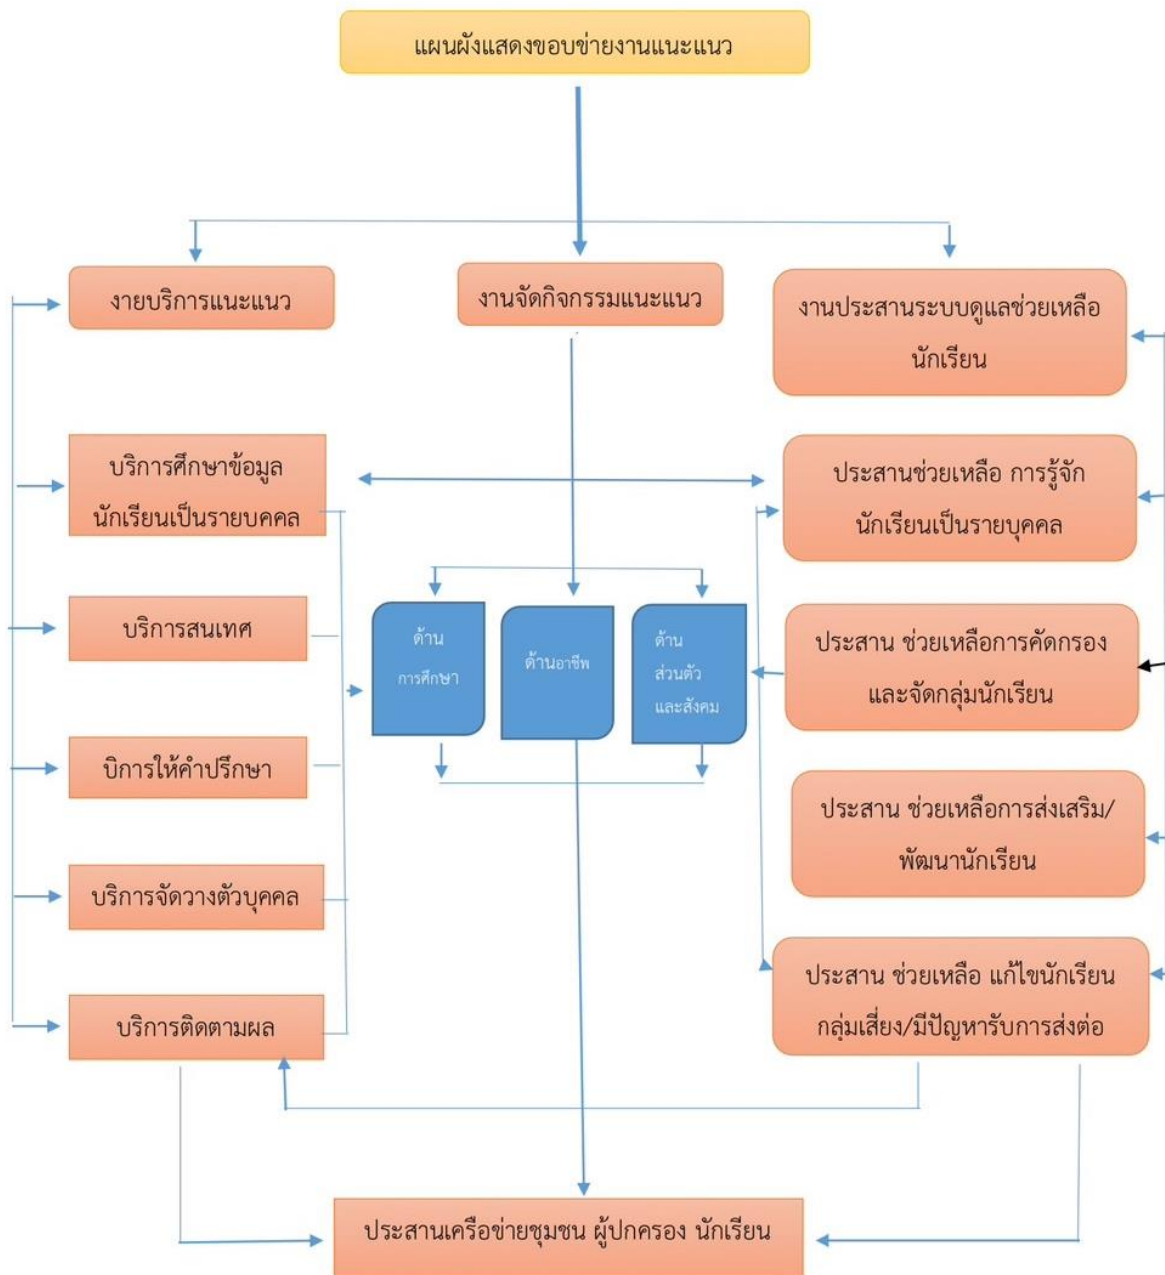 แผนผังแสดงขอบข่ายงานแนะแนว
งายบริการแนะแนว
งานจัดกิจกรรมแนะแนว
งานประสานระบบดูแลช่วยเหลือ
นักเรียน
บริการศึกษาข้อมูล
นักเรียนเป็นรายบคคล
ประสานช่วยเหลือ การรู้จัก
นักเรียนเป็นรายบุคคล
บริการสนเทศ
ด้าน
การศึกษา
ด้านอาชีพ
ด้าน
ส่วนตัว
และสังคม
ประสาน ช่วยเหลือการคัดกรอง
และจัดกลุ่มนักเรียน
บิการให้คำปรึกษา
ประสาน ช่วยเหลือการส่งเสริม/
พัฒนานักเรียน
บริการจัดวางตัวบุคคล
บริการติดตามผล
ประสาน ช่วยเหลือ แก้ไขนักเรียน
กลุ่มเสี่ยง/มีปัญหารับการส่งต่อ
ประสานเครือข่ายชุมชน ผู้ปกครอง นักเรียน